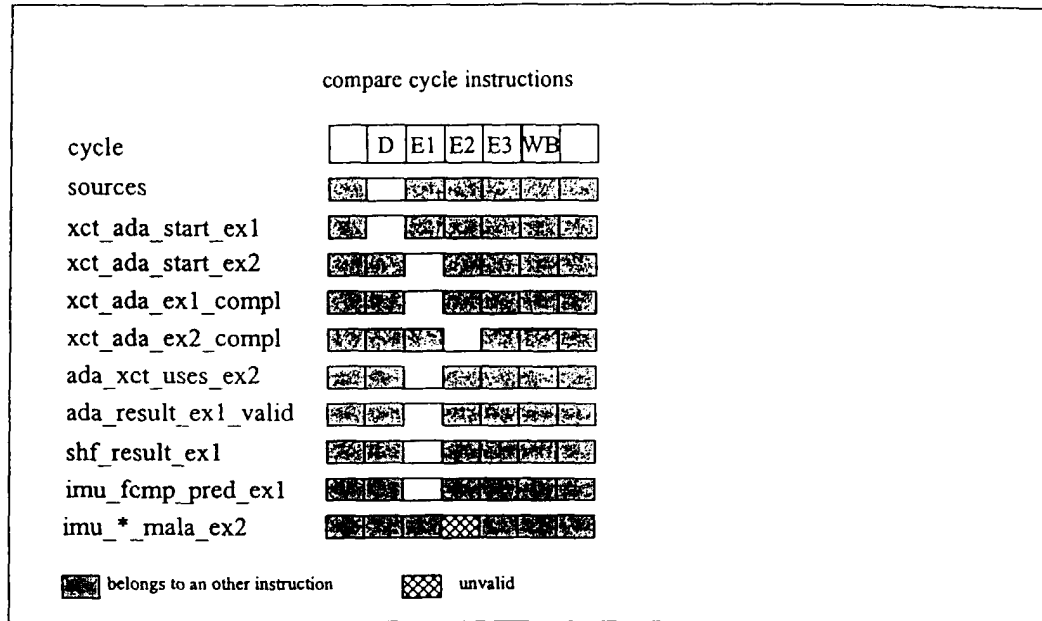 compare cycle instructions
cycle D E1 E2 E3 WB
sources
xct_ada_start_ex1
xct_ada_start_ex2
xct_ada_ex1_compl
xct_ada_ex2_compl
ada_xct_uses_ex2
ada_result_ex1_valid
shf_result_ex1
imu_fcmp_pred_ex1
imu_*_mala_ex2
belongs to an other instruction unvalid